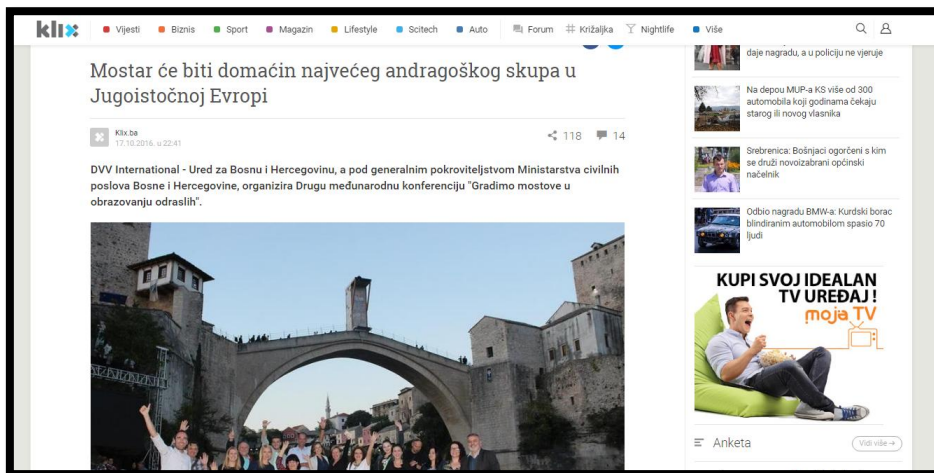 klix
Vijesti Biznis Sport Magazin Lifestyle Scitech Auto Forum Križaljka Nightlife Više
Mostar će biti domaćin najvećeg andragoškog skupa u
Jugoistočnoj Evropi
Klix.ba
17.10.2016. u 22:41
118 14
DVV International - Ured za Bosnu i Hercegovinu, a pod generalnim pokroviteljstvom Ministarstva civilnih
poslova Bosne i Hercegovine, organizira Drugu međunarodnu konferenciju "Gradimo mostove u
obrazovanju odraslih".
daje nagradu, a u policiju ne vjeruje
Na depou MUP-a KS više od 300
automobila koji godinama čekaju
starog ili novog vlasnika
Srebrenica: Bošnjaci ogorčeni s kim
se druži novoizabrani općinski
načelnik
Odbio nagradu BMW-a: Kurdski borac
blindiranim automobilom spasio 70
ljudi
KUPI SVOJ IDEALAN
TV UREĐAJ!
moja TV
Anketa
Vidi više